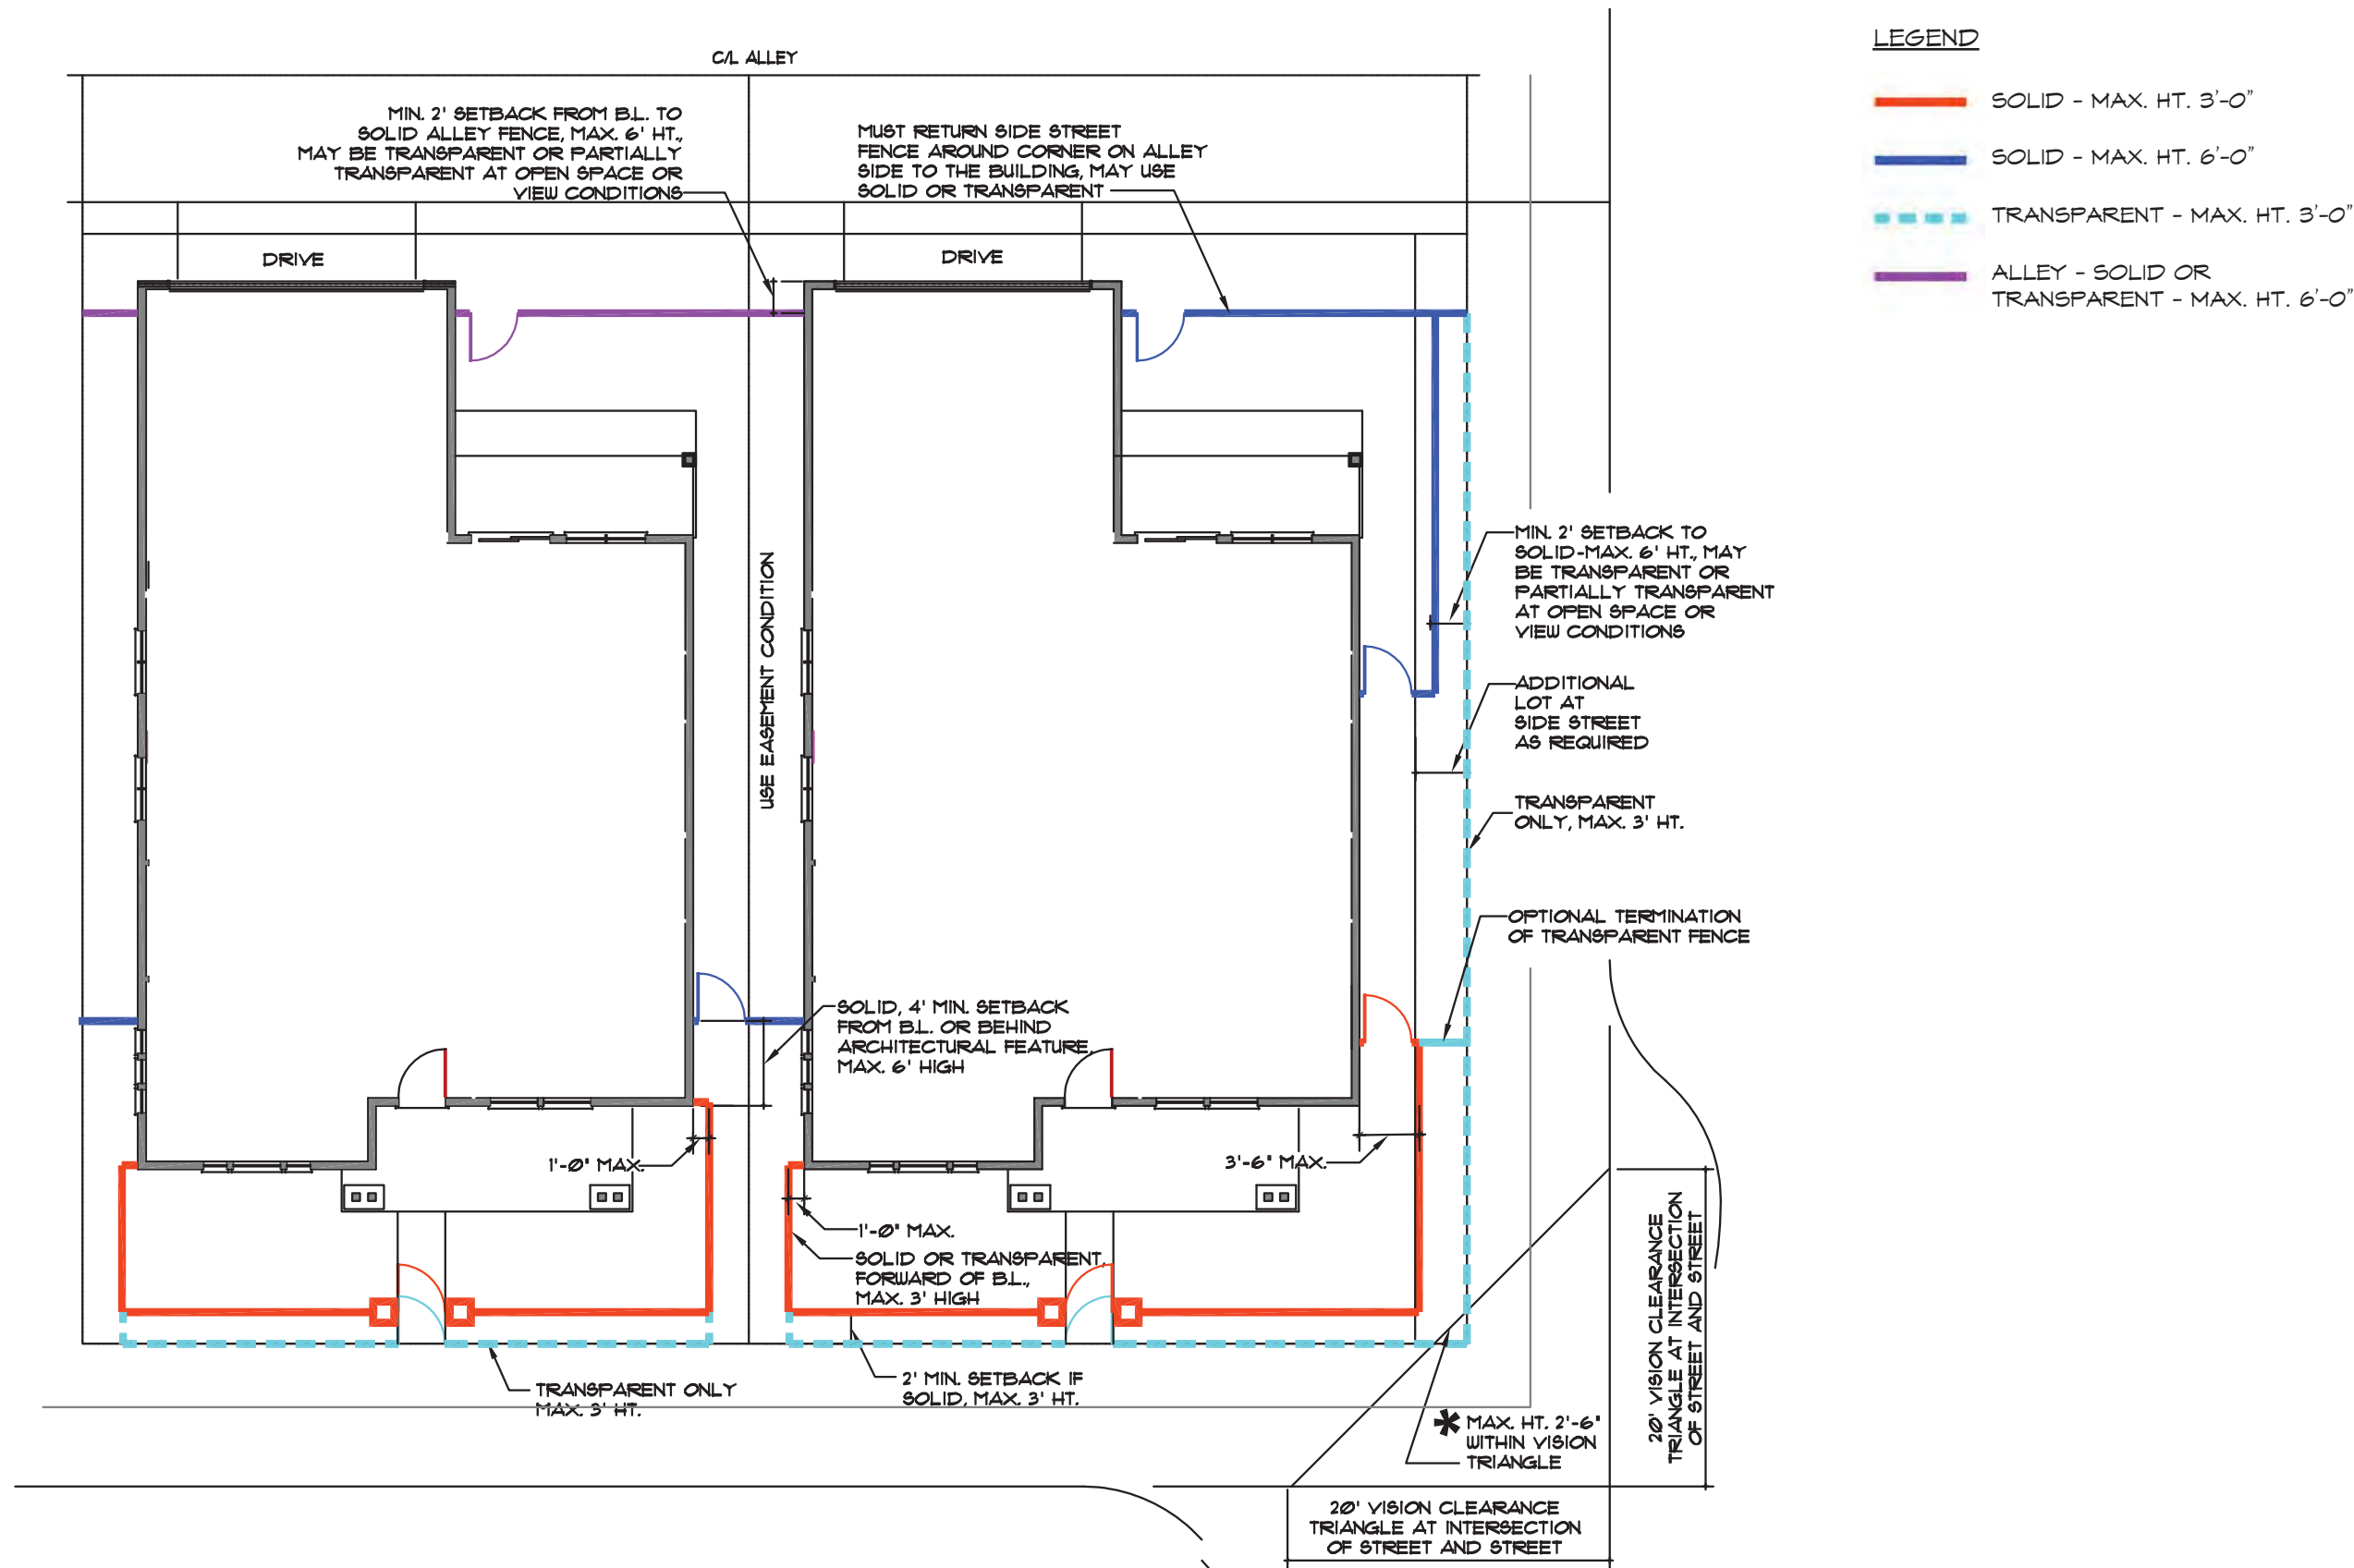 C/L ALLEY
MIN. 2' SETBACK FROM B.L. TO
SOLID ALLEY FENCE, MAX. 6' HT.,
MAY BE TRANSPARENT OR PARTIALLY
TRANSPARENT AT OPEN SPACE OR
VIEW CONDITIONS
MUST RETURN SIDE STREET
FENCE AROUND CORNER ON ALLEY
SIDE TO THE BUILDING, MAY USE
SOLID OR TRANSPARENT
DRIVE
DRIVE
LEGEND
SOLID - MAX. HT. 3'-0"
SOLID - MAX. HT. 6'-0"
TRANSPARENT - MAX. HT. 3'-0"
ALLEY - SOLID OR
TRANSPARENT - MAX. HT. 6'-0"
USE EASEMENT CONDITION
MIN. 2' SETBACK TO
SOLID-MAX. 6' HT., MAY
BE TRANSPARENT OR
PARTIALLY TRANSPARENT
AT OPEN SPACE OR
VIEW CONDITIONS
ADDITIONAL
LOT AT
SIDE STREET
AS REQUIRED
TRANSPARENT
ONLY, MAX. 3' HT.
OPTIONAL TERMINATION
OF TRANSPARENT FENCE
SOLID, 4' MIN. SETBACK
FROM B.L. OR BEHIND
ARCHITECTURAL FEATURE,
MAX. 6' HIGH
1'-0" MAX.
3'-6" MAX.
1'-0" MAX.
SOLID OR TRANSPARENT,
FORWARD OF B.L.,
MAX. 3' HIGH
TRANSPARENT ONLY
MAX. 3' HT.
2' MIN. SETBACK IF
SOLID, MAX. 3' HT.
* MAX. HT. 2'-6"
WITHIN VISION
TRIANGLE
20' VISION CLEARANCE
TRIANGLE AT INTERSECTION
OF STREET AND STREET
20' VISION CLEARANCE
TRIANGLE AT INTERSECTION
OF STREET AND STREET